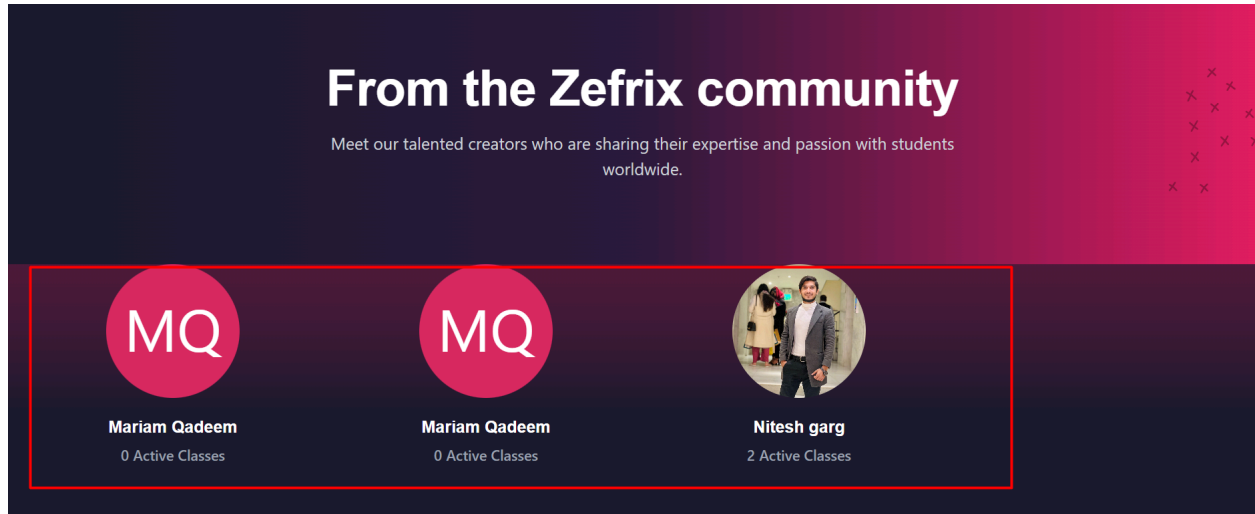 From the Zefrix community
Meet our talented creators who are sharing their expertise and passion with students
worldwide.
MQ
MQ
Mariam Qadeem
Mariam Qadeem
Nitesh garg
0 Active Classes
0 Active Classes
2 Active Classes